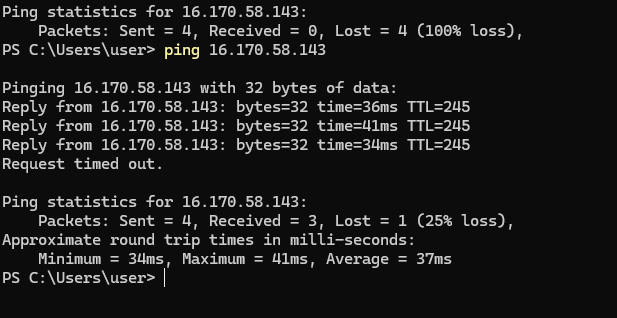 Ping statistics for 16.170.58.143:
    Packets: Sent = 4, Received = 0, Lost = 4 (100% loss),
PS C:\Users\user> ping 16.170.58.143

Pinging 16.170.58.143 with 32 bytes of data:
Reply from 16.170.58.143: bytes=32 time=36ms TTL=245
Reply from 16.170.58.143: bytes=32 time=41ms TTL=245
Reply from 16.170.58.143: bytes=32 time=34ms TTL=245
Request timed out.

Ping statistics for 16.170.58.143:
    Packets: Sent = 4, Received = 3, Lost = 1 (25% loss),
Approximate round trip times in milli-seconds:
    Minimum = 34ms, Maximum = 41ms, Average = 37ms
PS C:\Users\user>